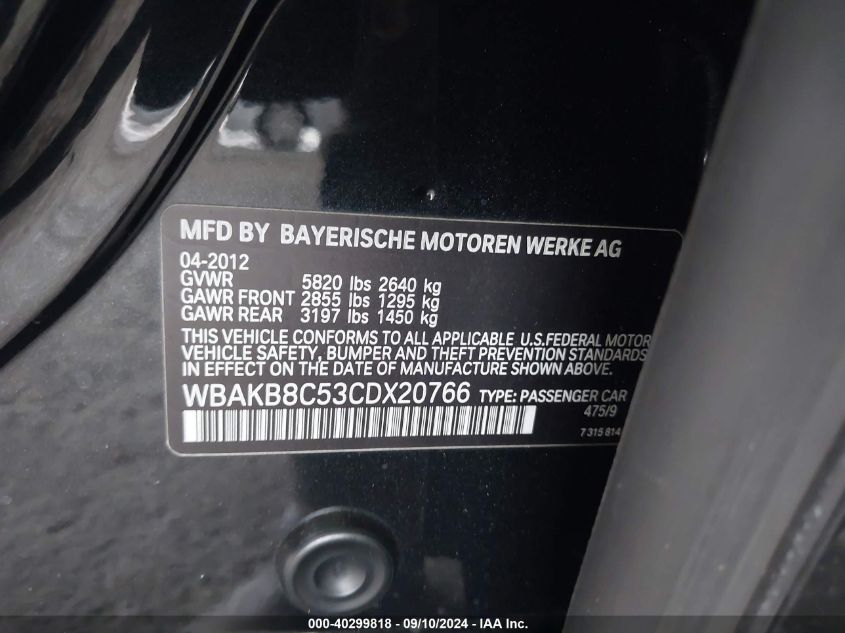 MFD BY BAYERISCHE MOTOREN WERKE AG
04-2012
GVWR 5820 lbs 2640 kg
GAWR FRONT 2855 lbs 1295 kg
GAWR REAR 3197 lbs 1450 kg
THIS VEHICLE CONFORMS TO ALL APPLICABLE U.S.FEDERAL MOTOR
VEHICLE SAFETY, BUMPER AND THEFT PREVENTION STANDARDS
IN EFFECT ON THE DATE OF MANUFACTURE SHOWN ABOVE.
WBAKB8C53CDX20766 TYPE: PASSENGER CAR
475/9
7 315 814
000-40299818 - 09/10/2024 - IAA Inc.